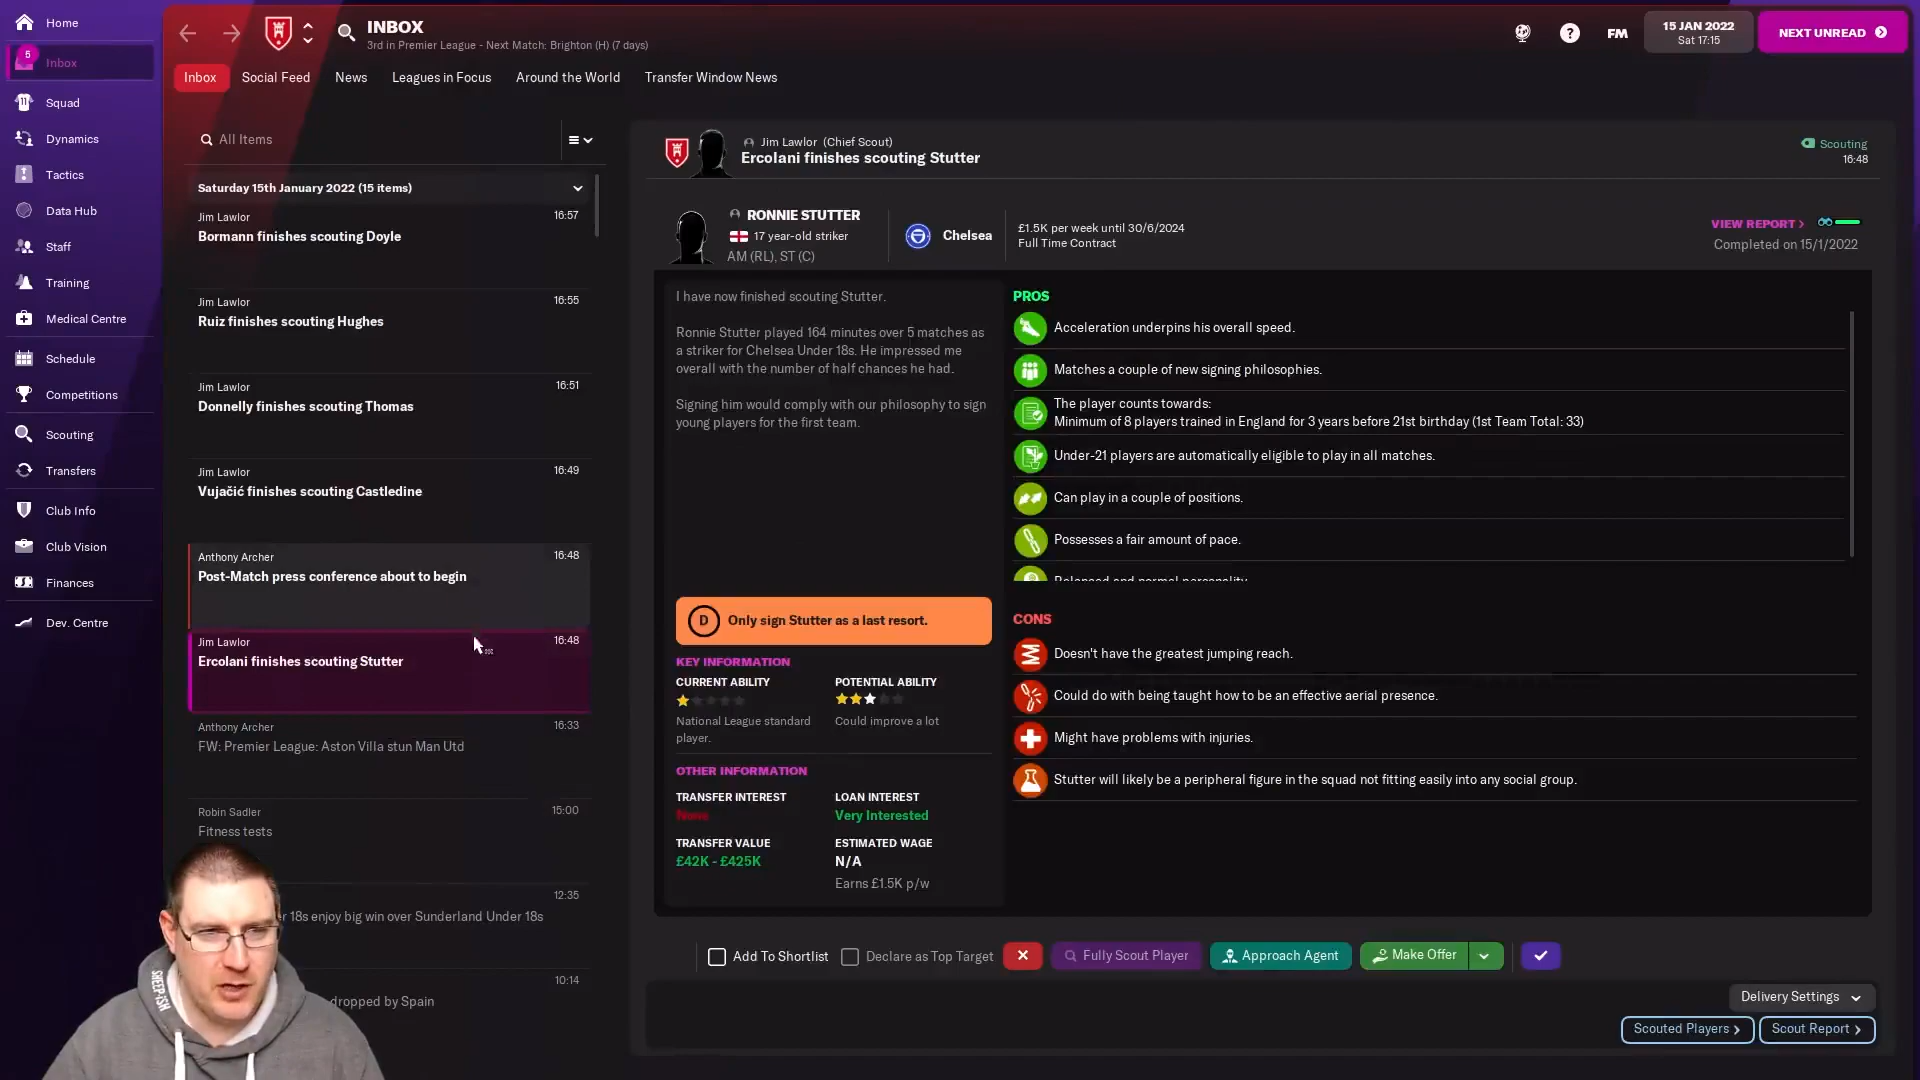 Home
6
Inbox
Squad
Dynamics
Tactics
Data Hub
Staff
Training
Medical Centre
Schedule
Competitions
Scouting
Transfers
Club Info
Club Vision
Finances
Dev. Centre
INBOX
3rd in Premier League - Next Match: Brighton (H) (7 days)
?
FM
15 JAN 2022
Sat 17:15
NEXT UNREAD
Inbox
Social Feed
News
Leagues in Focus
Around the World
Transfer Window News
All Items
Saturday 15th January 2022 (15 items)
Jim Lawlor 16:57
Bormann finishes scouting Doyle
Jim Lawlor 16:55
Ruiz finishes scouting Hughes
Jim Lawlor 16:51
Donnelly finishes scouting Thomas
Jim Lawlor 16:49
Vujačić finishes scouting Castledine
Anthony Archer 16:48
Post-Match press conference about to begin
Jim Lawlor 16:48
Ercolani finishes scouting Stutter
Anthony Archer 16:33
FW: Premier League: Aston Villa stun Man Utd
Robin Sadler 15:00
Fitness tests
12:35
18s enjoy big win over Sunderland Under 18s
10:14
dropped by Spain
SHEEP-ISH
Jim Lawlor (Chief Scout)
Ercolani finishes scouting Stutter
Scouting
16:48
RONNIE STUTTER
17 year-old striker
AM (RL), ST (C)
Chelsea
£1.5K per week until 30/6/2024
Full Time Contract
VIEW REPORT >
Completed on 15/1/2022
I have now finished scouting Stutter.
Ronnie Stutter played 164 minutes over 5 matches as
a striker for Chelsea Under 18s. He impressed me
overall with the number of half chances he had.
Signing him would comply with our philosophy to sign
young players for the first team.
D Only sign Stutter as a last resort.
KEY INFORMATION
CURRENT ABILITY
National League standard
player.
POTENTIAL ABILITY
Could improve a lot
OTHER INFORMATION
TRANSFER INTEREST
None
LOAN INTEREST
Very Interested
TRANSFER VALUE
£42K - £425K
ESTIMATED WAGE
N/A
Earns £1.5K p/w
PROS
Acceleration underpins his overall speed.
Matches a couple of new signing philosophies.
The player counts towards:
Minimum of 8 players trained in England for 3 years before 21st birthday (1st Team Total: 33)
Under-21 players are automatically eligible to play in all matches.
Can play in a couple of positions.
Possesses a fair amount of pace.
Balanced and normal personality
CONS
Doesn't have the greatest jumping reach.
Could do with being taught how to be an effective aerial presence.
Might have problems with injuries.
Stutter will likely be a peripheral figure in the squad not fitting easily into any social group.
Add To Shortlist
Declare as Top Target
Fully Scout Player
Approach Agent
Make Offer
Delivery Settings
Scouted Players >
Scout Report >